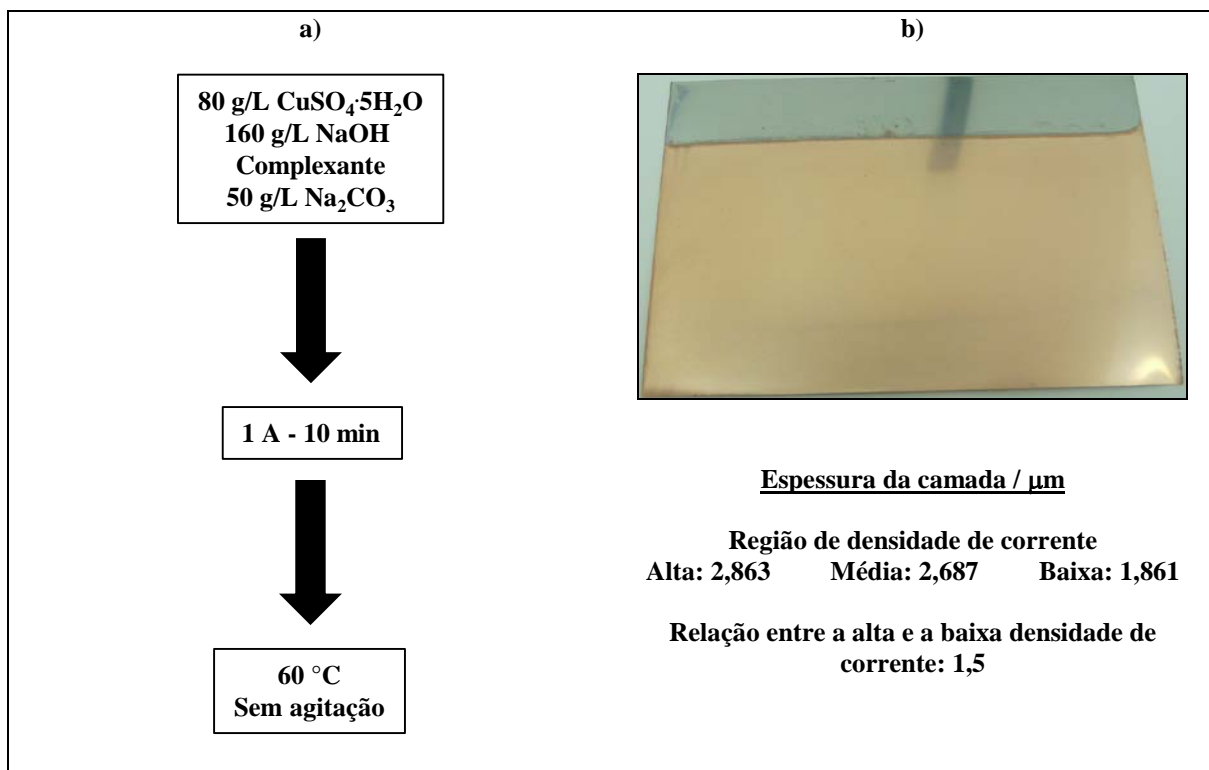 a)
80 g/L CuSO₄·5H₂O
160 g/L NaOH
Complexante
50 g/L Na₂CO₃
1 A - 10 min
60 °C
Sem agitação
b)
Espessura da camada / μm
Região de densidade de corrente
Alta: 2,863 Média: 2,687 Baixa: 1,861
Relação entre a alta e a baixa densidade de
corrente: 1,5